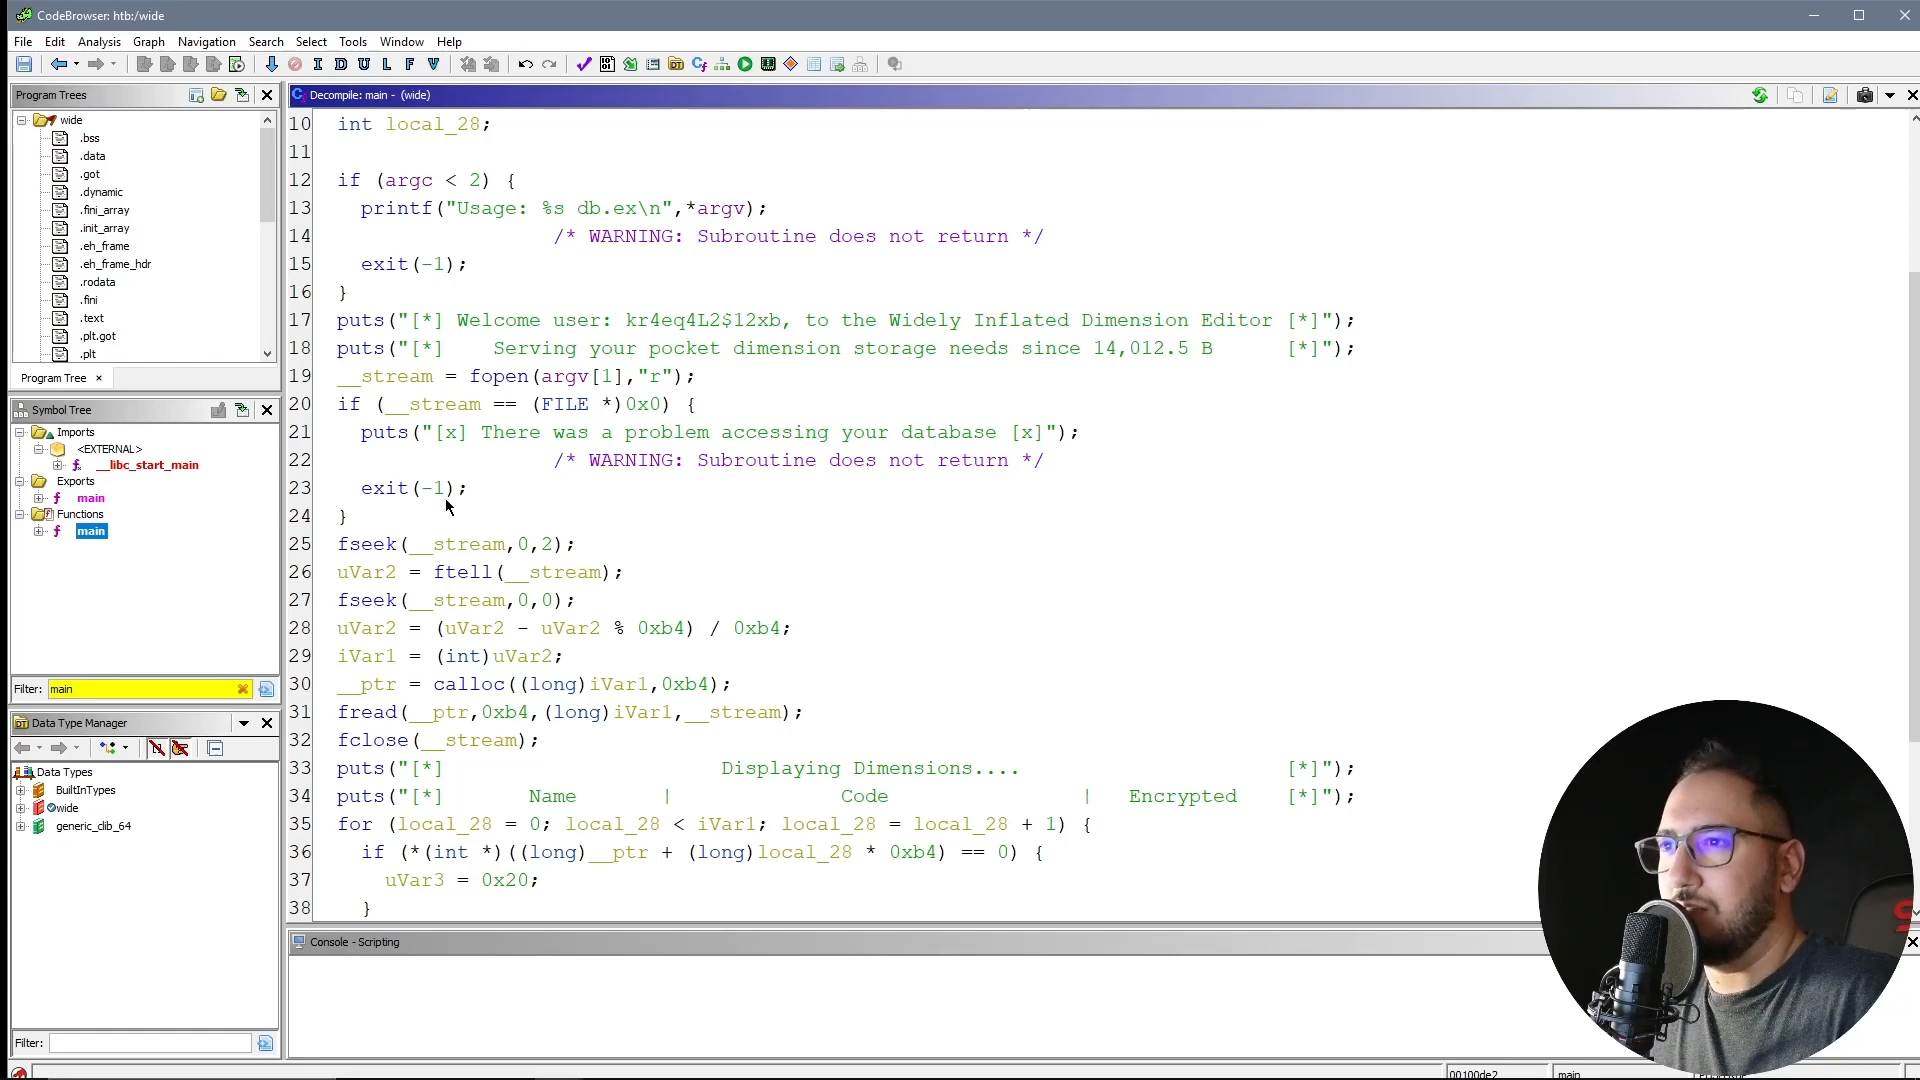 CodeBrowser: htb:/wide
File Edit Analysis Graph Navigation Search Select Tools Window Help
I D U L F V
Program Trees
wide
.bss
.data
.got
.dynamic
.fini_array
.init_array
.eh_frame
.eh_frame_hdr
.rodata
.fini
.text
.plt.got
.plt
Program Tree ×
Symbol Tree
Imports
<EXTERNAL>
__libc_start_main
Exports
main
Functions
main
Filter: main
Data Type Manager
Data Types
BuiltInTypes
wide
generic_clib_64
Filter:
Decompile: main - (wide)
10 int local_28;
11
12 if (argc < 2) {
13 printf("Usage: %s db.ex\n",*argv);
14 /* WARNING: Subroutine does not return */
15 exit(-1);
16 }
17 puts("[*] Welcome user: kr4eq4L2$12xb, to the Widely Inflated Dimension Editor [*]");
18 puts("[*]    Serving your pocket dimension storage needs since 14,012.5 B      [*]");
19 __stream = fopen(argv[1],"r");
20 if (__stream == (FILE *)0x0) {
21 puts("[x] There was a problem accessing your database [x]");
22 /* WARNING: Subroutine does not return */
23 exit(-1);
24 }
25 fseek(__stream,0,2);
26 uVar2 = ftell(__stream);
27 fseek(__stream,0,0);
28 uVar2 = (uVar2 - uVar2 % 0xb4) / 0xb4;
29 iVar1 = (int)uVar2;
30 __ptr = calloc((long)iVar1,0xb4);
31 fread(__ptr,0xb4,(long)iVar1,__stream);
32 fclose(__stream);
33 puts("[*]                       Displaying Dimensions....                      [*]");
34 puts("[*]       Name       |              Code                |   Encrypted    [*]");
35 for (local_28 = 0; local_28 < iVar1; local_28 = local_28 + 1) {
36 if (*(int *)((long)__ptr + (long)local_28 * 0xb4) == 0) {
37 uVar3 = 0x20;
38 }
Console - Scripting
00100de2 main